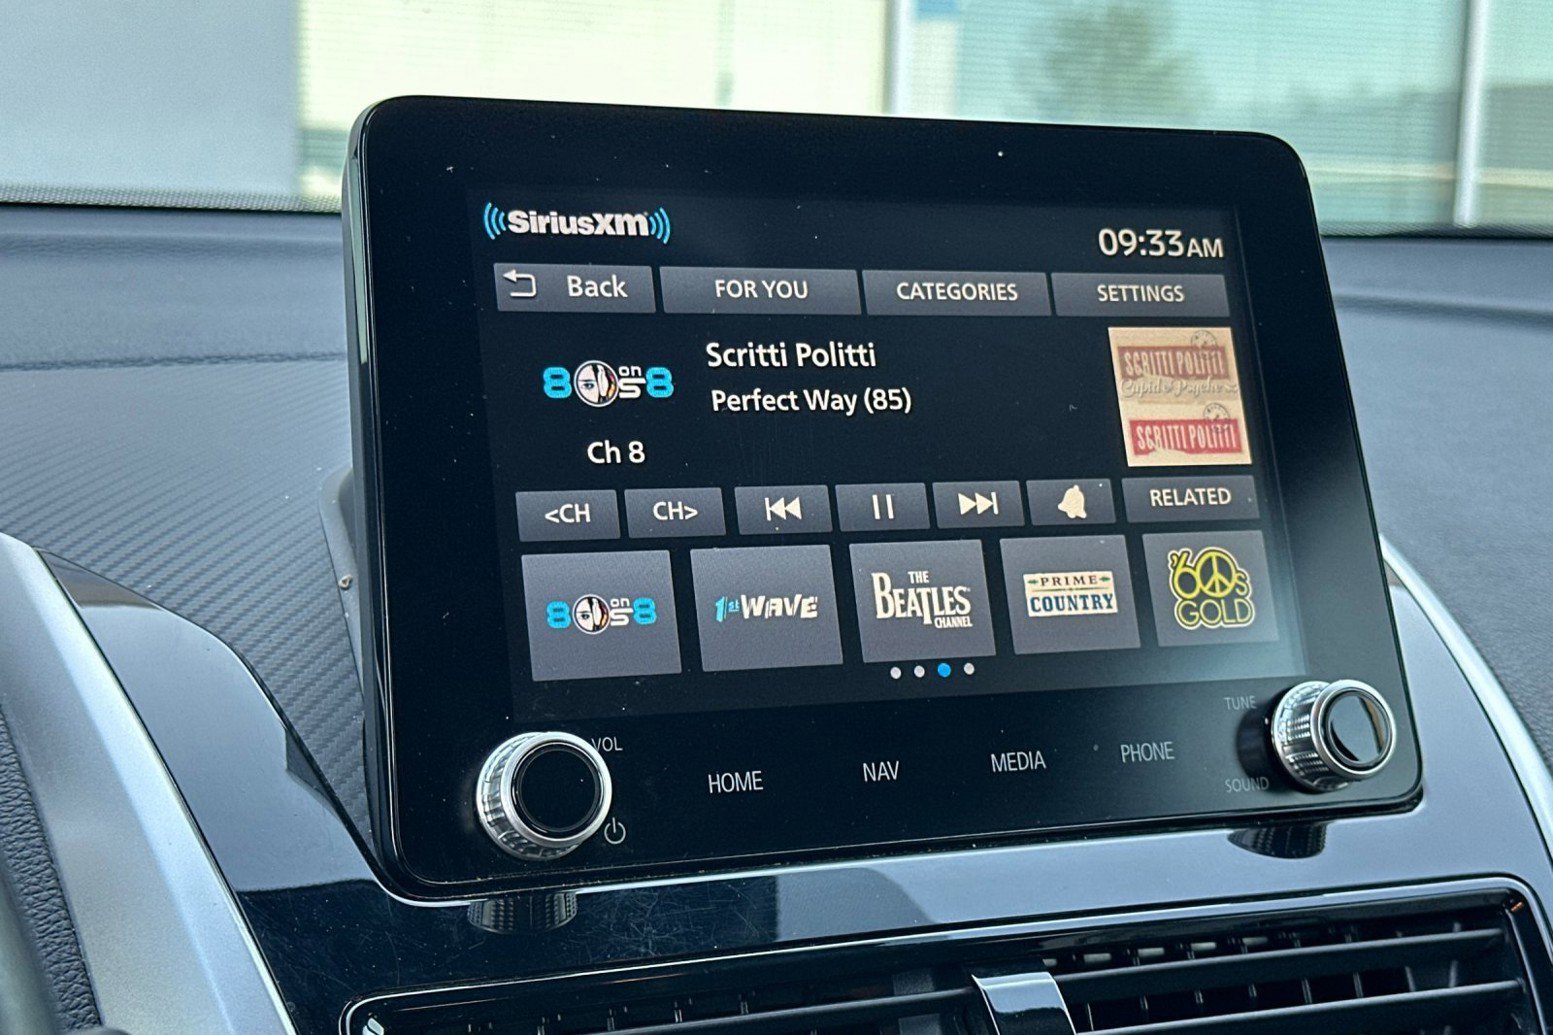 SiriusXM
09:33AM
Back
FOR YOU
CATEGORIES
SETTINGS
80s on 8
Scritti Politti
Perfect Way (85)
Ch 8
SCRITTI POLITTI
Cupid & Psyche 85
SCRITTI POLITTI
<CH
CH>
RELATED
80s on 8
1st WAVE
THE
BEATLES
CHANNEL
PRIME
COUNTRY
'60s
GOLD
VOL
HOME
NAV
MEDIA
PHONE
TUNE
SOUND